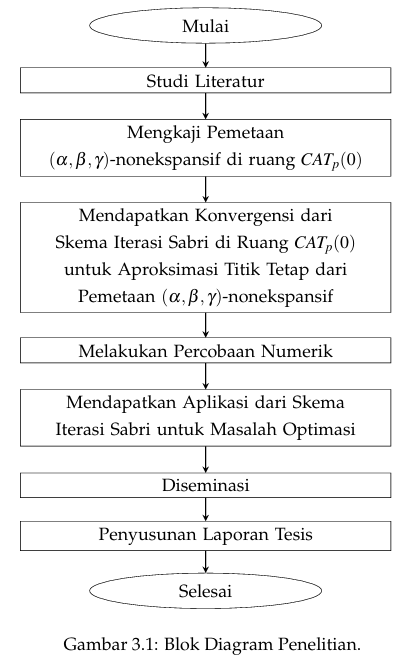 Mulai
Studi Literatur
Mengkaji Pemetaan
(α, β, γ)-nonekspansif di ruang CATₚ(0)
Mendapatkan Konvergensi dari
Skema Iterasi Sabri di Ruang CATₚ(0)
untuk Aproksimasi Titik Tetap dari
Pemetaan (α, β, γ)-nonekspansif
Melakukan Percobaan Numerik
Mendapatkan Aplikasi dari Skema
Iterasi Sabri untuk Masalah Optimasi
Diseminasi
Penyusunan Laporan Tesis
Selesai
Gambar 3.1: Blok Diagram Penelitian.